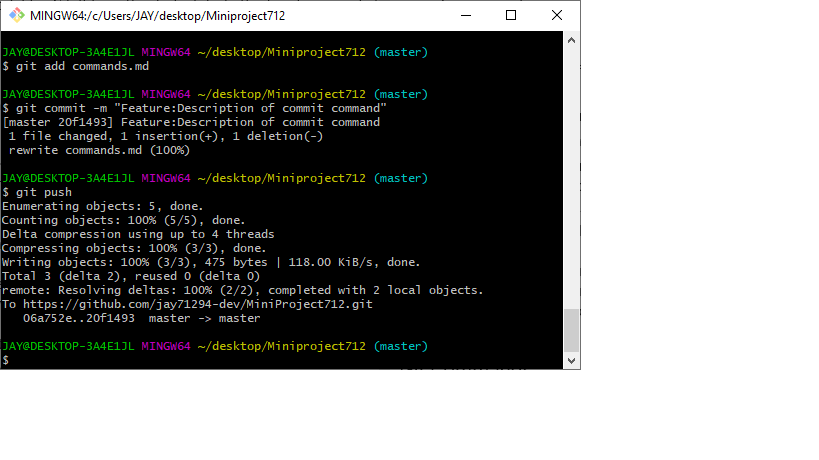 MINGW64:/c/Users/JAY/desktop/Miniproject712
JAY@DESKTOP-3A4E1JL MINGW64 ~/desktop/Miniproject712 (master)
$ git add commands.md
JAY@DESKTOP-3A4E1JL MINGW64 ~/desktop/Miniproject712 (master)
$ git commit -m "Feature:Description of commit command"
[master 20f1493] Feature:Description of commit command
1 file changed, 1 insertion(+), 1 deletion(-)
rewrite commands.md (100%)
JAY@DESKTOP-3A4E1JL MINGW64 ~/desktop/Miniproject712 (master)
$ git push
Enumerating objects: 5, done.
Counting objects: 100% (5/5), done.
Delta compression using up to 4 threads
Compressing objects: 100% (3/3), done.
Writing objects: 100% (3/3), 475 bytes | 118.00 KiB/s, done.
Total 3 (delta 2), reused 0 (delta 0)
remote: Resolving deltas: 100% (2/2), completed with 2 local objects.
To https://github.com/jay71294-dev/MiniProject712.git
06a752e..20f1493  master -> master
JAY@DESKTOP-3A4E1JL MINGW64 ~/desktop/Miniproject712 (master)
$